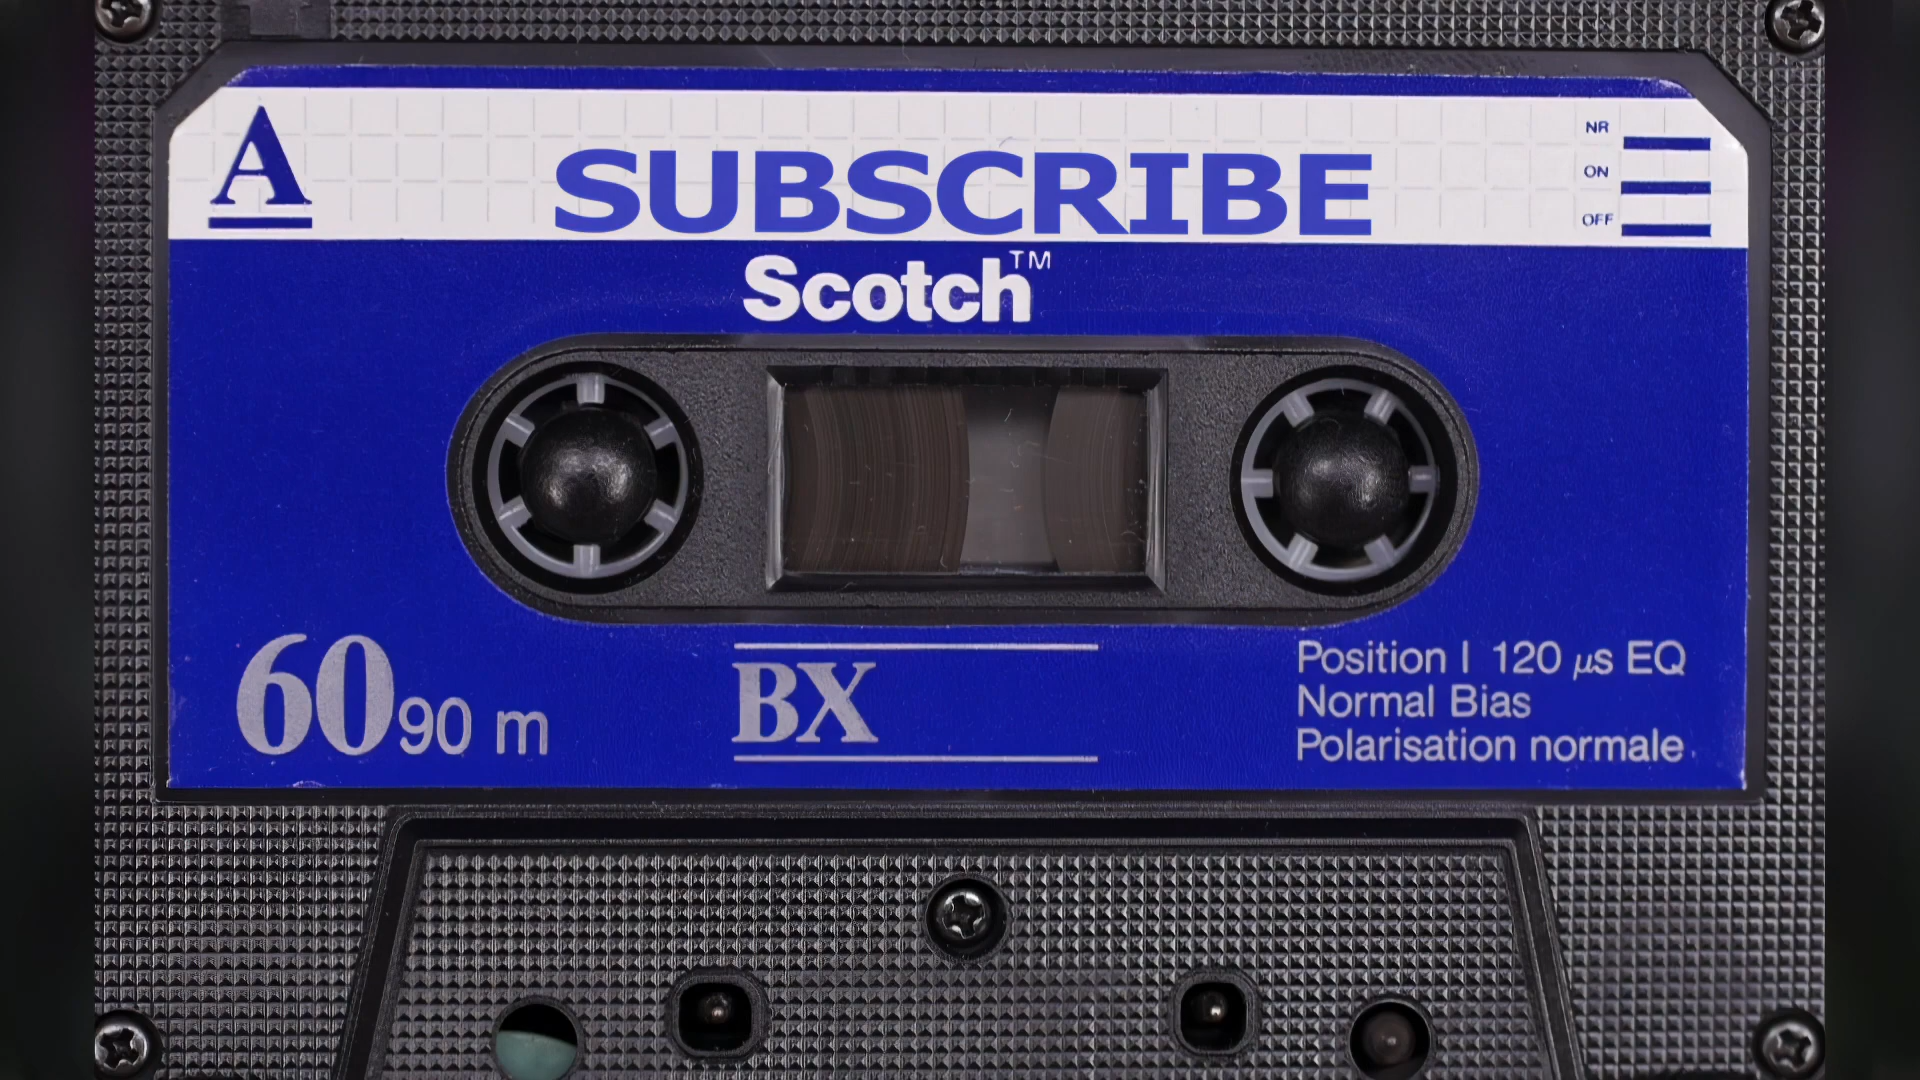 A
SUBSCRIBE
NR
ON
OFF
Scotch™
60 90 m
BX
Position I 120 µs EQ
Normal Bias
Polarisation normale